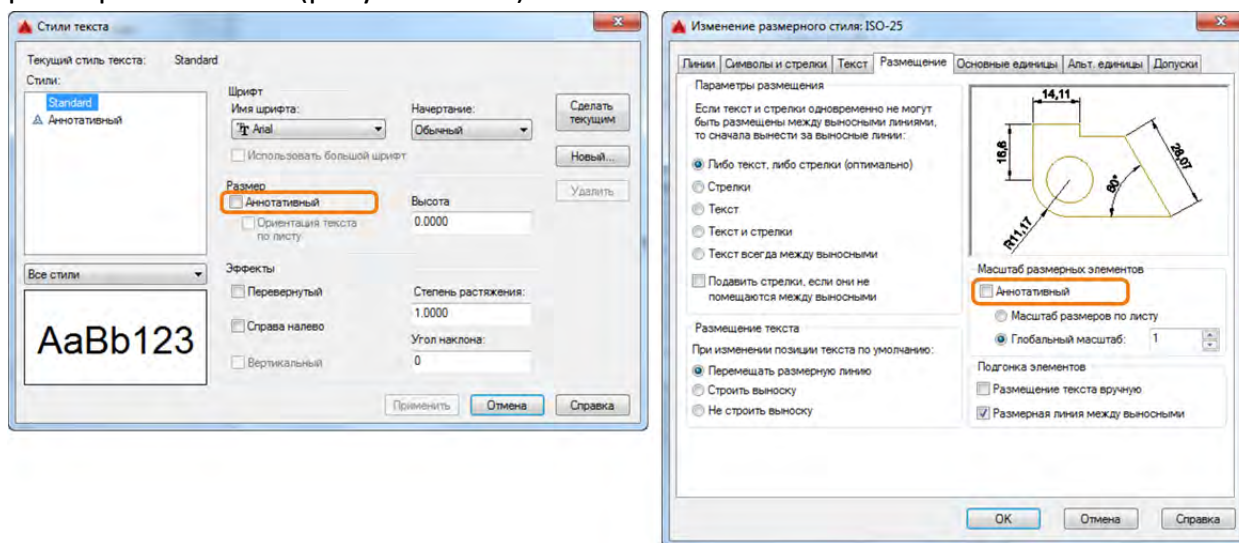 Стили текста
Текущий стиль текста: Standard
Стили:
Standard
Аннотативный
Все стили
AaBb123
Шрифт
Имя шрифта:
Arial
Начертание:
Обычный
Использовать большой шрифт
Размер
Аннотативный
Ориентация текста
по листу
Высота
0.0000
Эффекты
Перевернутый
Справа налево
Вертикальный
Степень растяжения:
1.0000
Угол наклона:
0
Сделать
текущим
Новый...
Удалить
Применить
Отмена
Справка
Изменение размерного стиля: ISO-25
Линии
Символы и стрелки
Текст
Размещение
Основные единицы
Альт. единицы
Допуски
Параметры размещения
Если текст и стрелки одновременно не могут
быть размещены между выносными линиями,
то сначала вынести за выносные линии:
Либо текст, либо стрелки (оптимально)
Стрелки
Текст
Текст и стрелки
Текст всегда между выносными
Подавить стрелки, если они не
помещаются между выносными
Размещение текста
При изменении позиции текста по умолчанию:
Перемещать размерную линию
Строить выноску
Не строить выноску
14,11
16,6
28,07
60°
R11,17
Масштаб размерных элементов
Аннотативный
Масштаб размеров по листу
Глобальный масштаб: 1
Подгонка элементов
Размещение текста вручную
Размерная линия между выносными
OK
Отмена
Справка